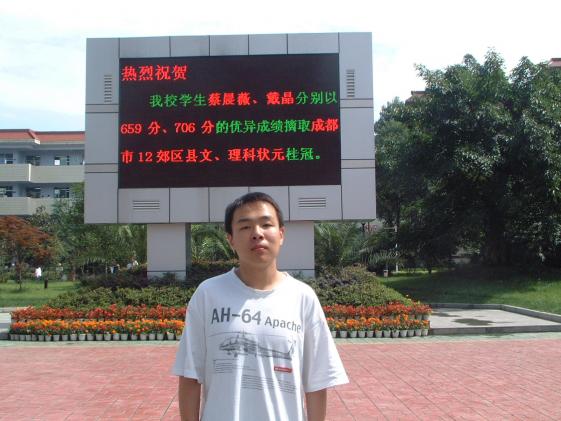 热烈祝贺
我校学生蔡晨薇、戴晶分别以
659 分、706 分的优异成绩摘取成都
市 12 郊区县文、理科状元桂冠。
AH-64 Apache